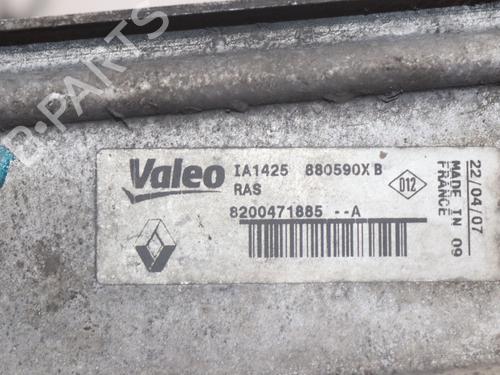 B-PARTS
Valeo
IA1425 880590X B
RAS
8200471885 --A
D12
22/04/07
MADE IN 09
FRANCE